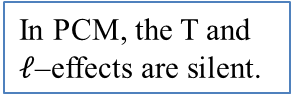 In PCM, the T and
ℓ–effects are silent.